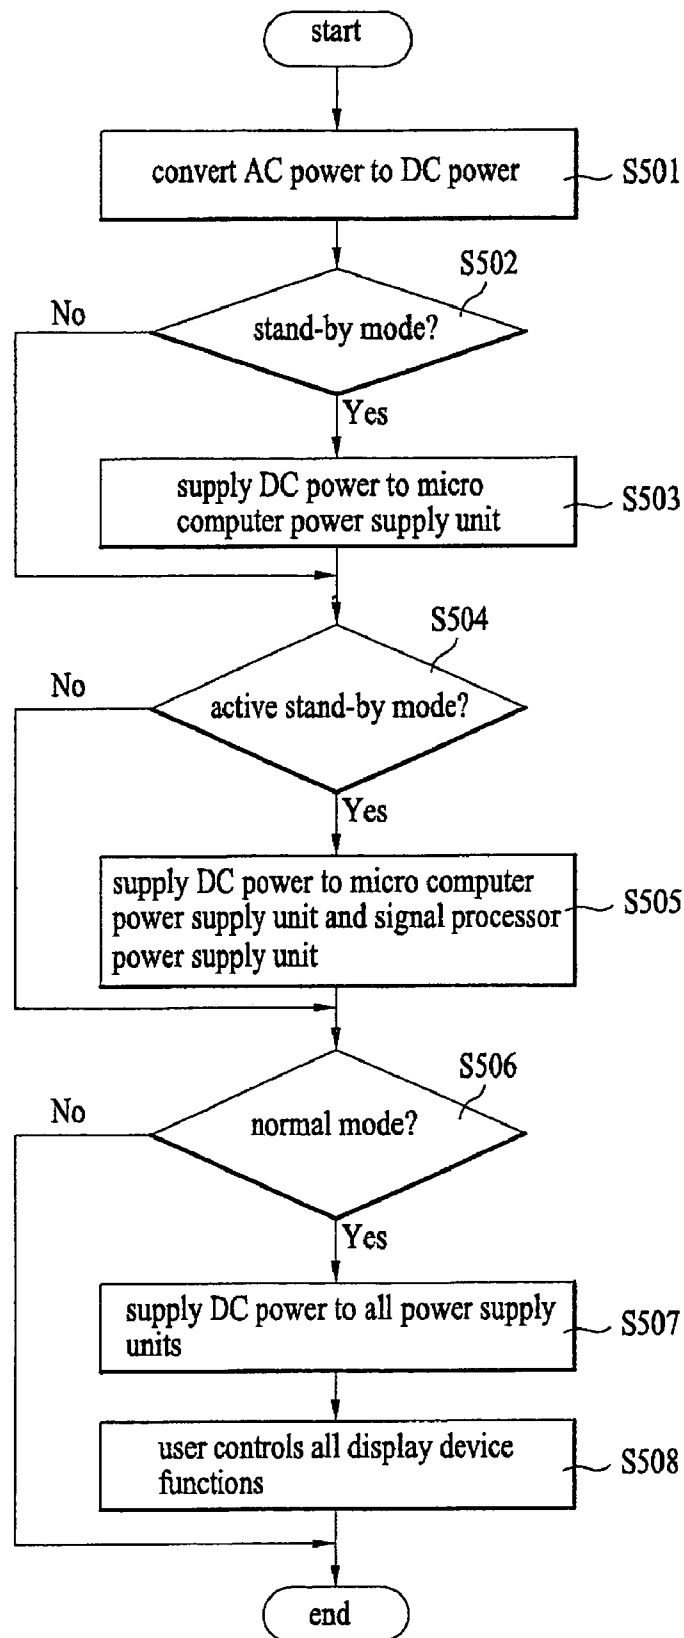 start
convert AC power to DC power
S501
S502
stand-by mode?
No
Yes
supply DC power to micro
computer power supply unit
S503
S504
active stand-by mode?
No
Yes
supply DC power to micro computer
power supply unit and signal processor
power supply unit
S505
S506
normal mode?
No
Yes
supply DC power to all power supply
units
S507
user controls all display device
functions
S508
end